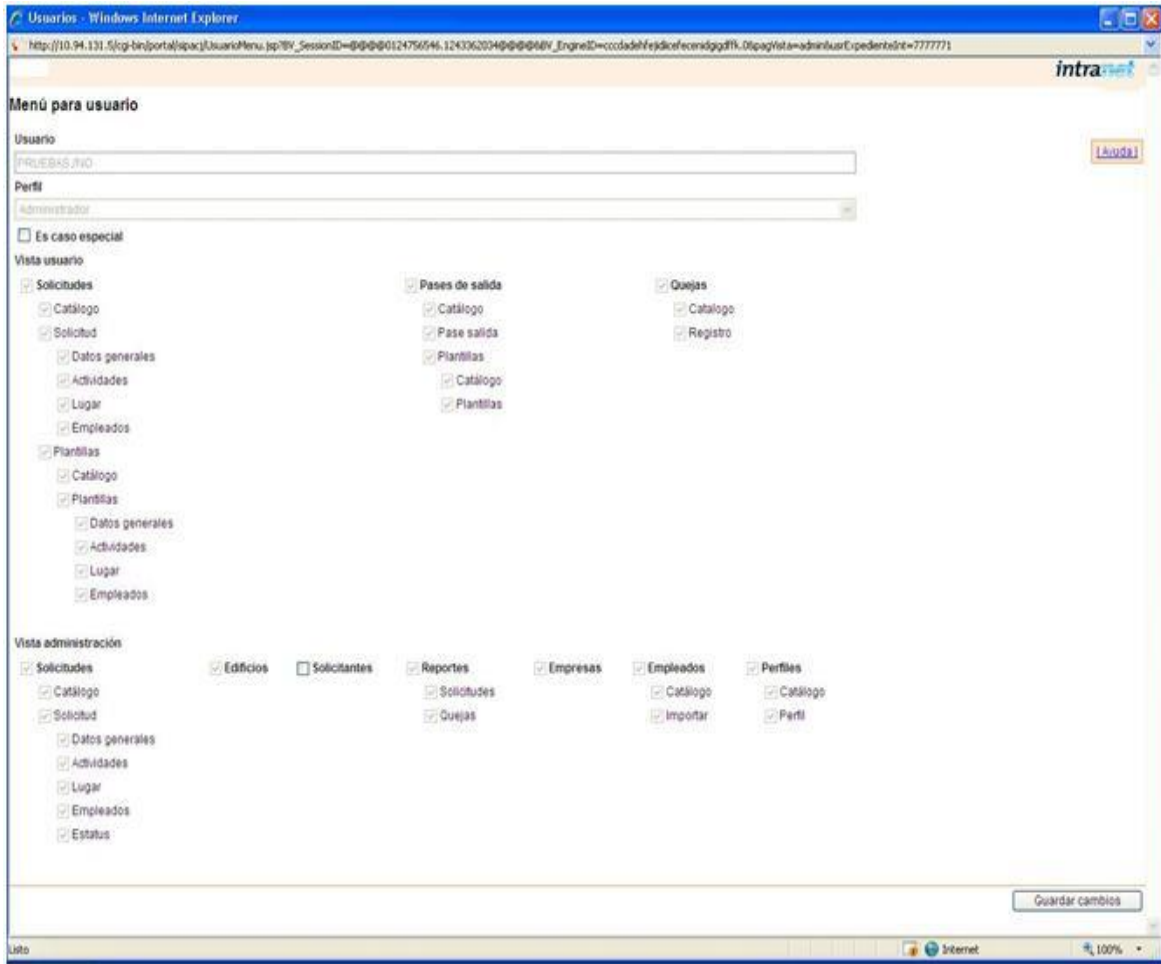 Usuarios - Windows Internet Explorer
intranet
Menú para usuario
Usuario
[Ayuda]
PRUEBAS JND
Perfil
Administrador
Es caso especial
Vista usuario
Solicitudes Pases de salida Quejas
Catálogo Catálogo Catalogo
Solicitud Pase salida Registro
Datos generales Plantillas
Actividades Catálogo
Lugar Plantillas
Empleados
Plantillas
Catálogo
Plantillas
Datos generales
Actividades
Lugar
Empleados
Vista administración
Solicitudes Edificios Solicitantes Reportes Empresas Empleados Perfiles
Catálogo Solicitudes Catálogo Catálogo
Solicitud Quejas Importar Perfil
Datos generales
Actividades
Lugar
Empleados
Estatus
Guardar cambios
Listo Internet 100%